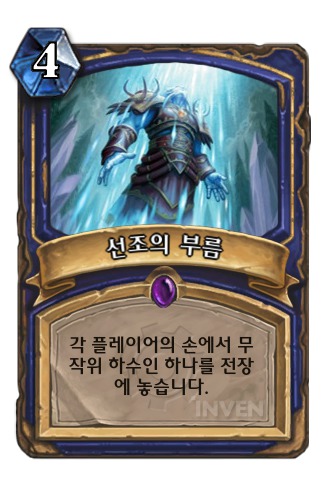 4
선조의 부름
각 플레이어의 손에서 무
작위 하수인 하나를 전장
에 놓습니다.
INVEN